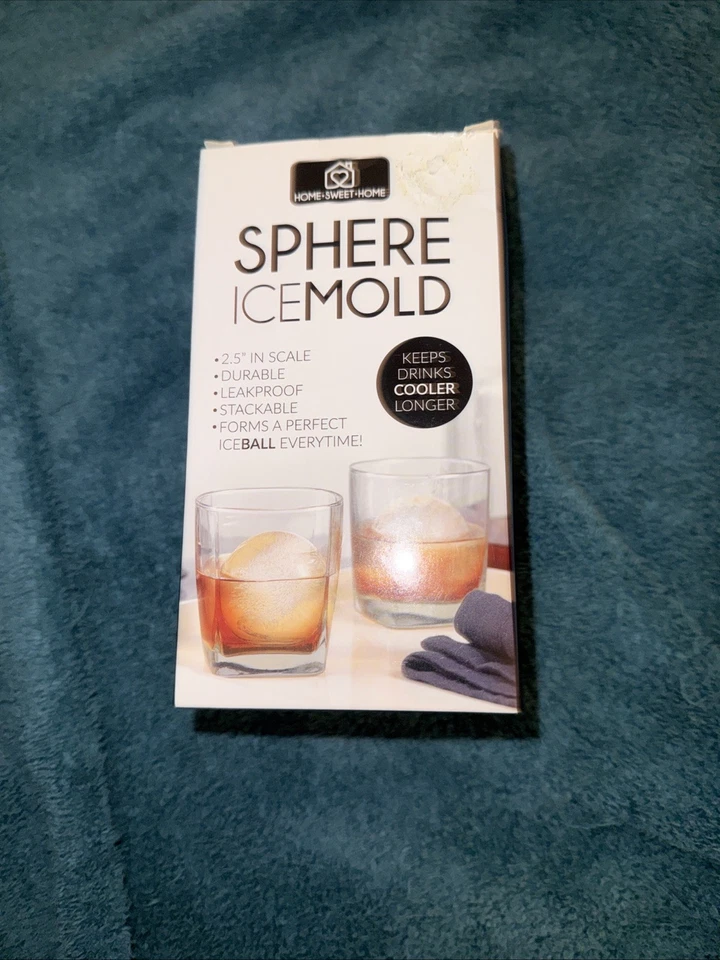 HOME•SWEET•HOME
SPHERE
ICEMOLD
• 2.5" IN SCALE
• DURABLE
• LEAKPROOF
• STACKABLE
• FORMS A PERFECT
ICEBALL EVERYTIME!
KEEPS
DRINKS
COOLER
LONGER